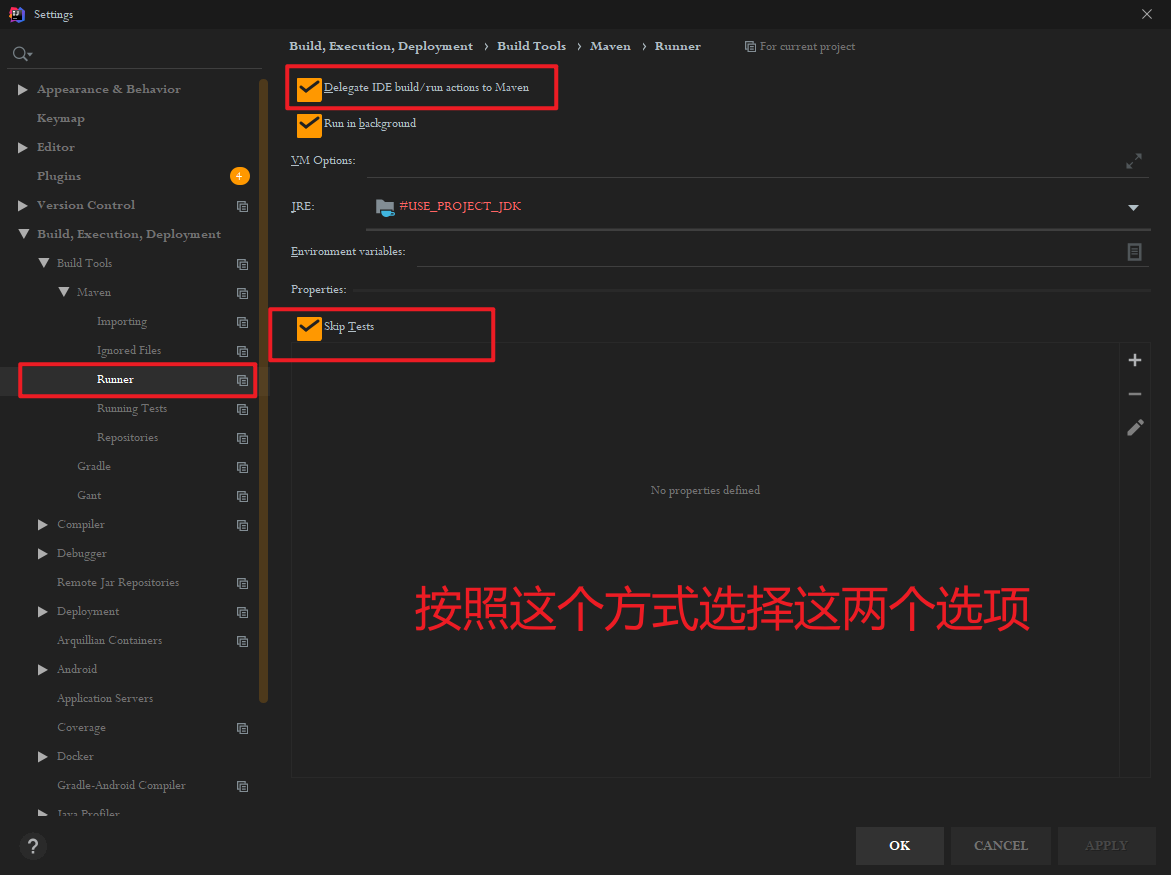 Settings
Build, Execution, Deployment › Build Tools › Maven › Runner
For current project
Appearance & Behavior
Keymap
Editor
Plugins
Version Control
Build, Execution, Deployment
Build Tools
Maven
Importing
Ignored Files
Runner
Running Tests
Repositories
Gradle
Gant
Compiler
Debugger
Remote Jar Repositories
Deployment
Arquillian Containers
Android
Application Servers
Coverage
Docker
Gradle-Android Compiler
Java Profiler
Delegate IDE build/run actions to Maven
Run in background
VM Options:
JRE:
#USE_PROJECT_JDK
Environment variables:
Properties:
Skip Tests
No properties defined
按照这个方式选择这两个选项
?
OK
CANCEL
APPLY